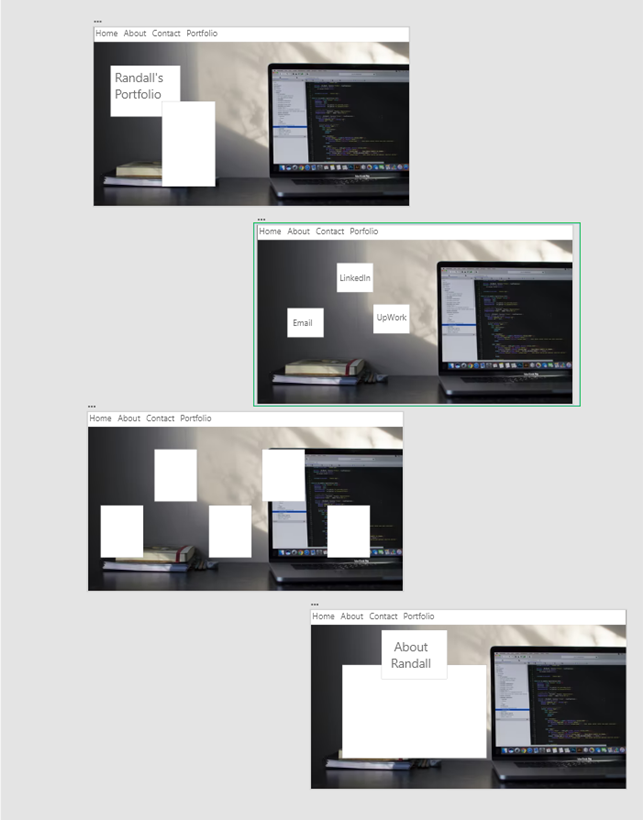 Home About Contact Portfolio
Randall's
Portfolio
Home About Contact Porfolio
LinkedIn
UpWork
Email
Home About Contact Portfolio
Home About Contact Portfolio
About
Randall